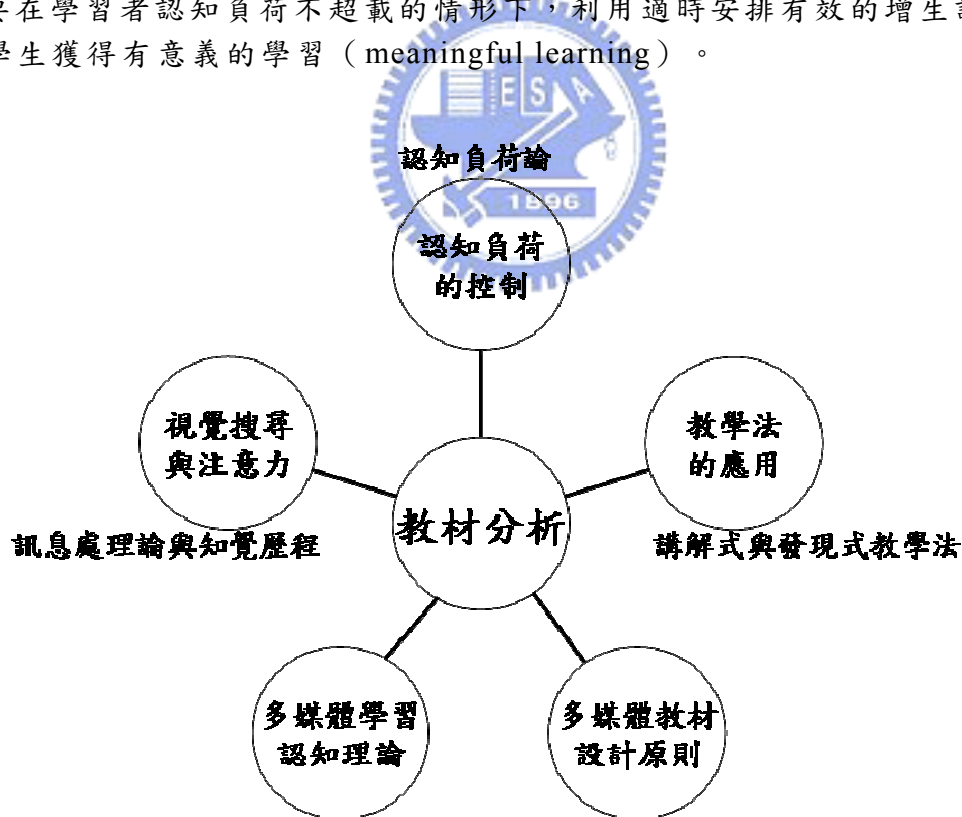 在學習者認知負荷不超載的情形下，利用適時安排有效的增生
學生獲得有意義的學習（meaningful learning）。
ESA
認知負荷論
1896
認知負荷
的控制
視覺搜尋
與注意力
教學法
的應用
教材分析
訊息處理論與知覺歷程
講解式與發現式教學法
多媒體學習
認知理論
多媒體教材
設計原則